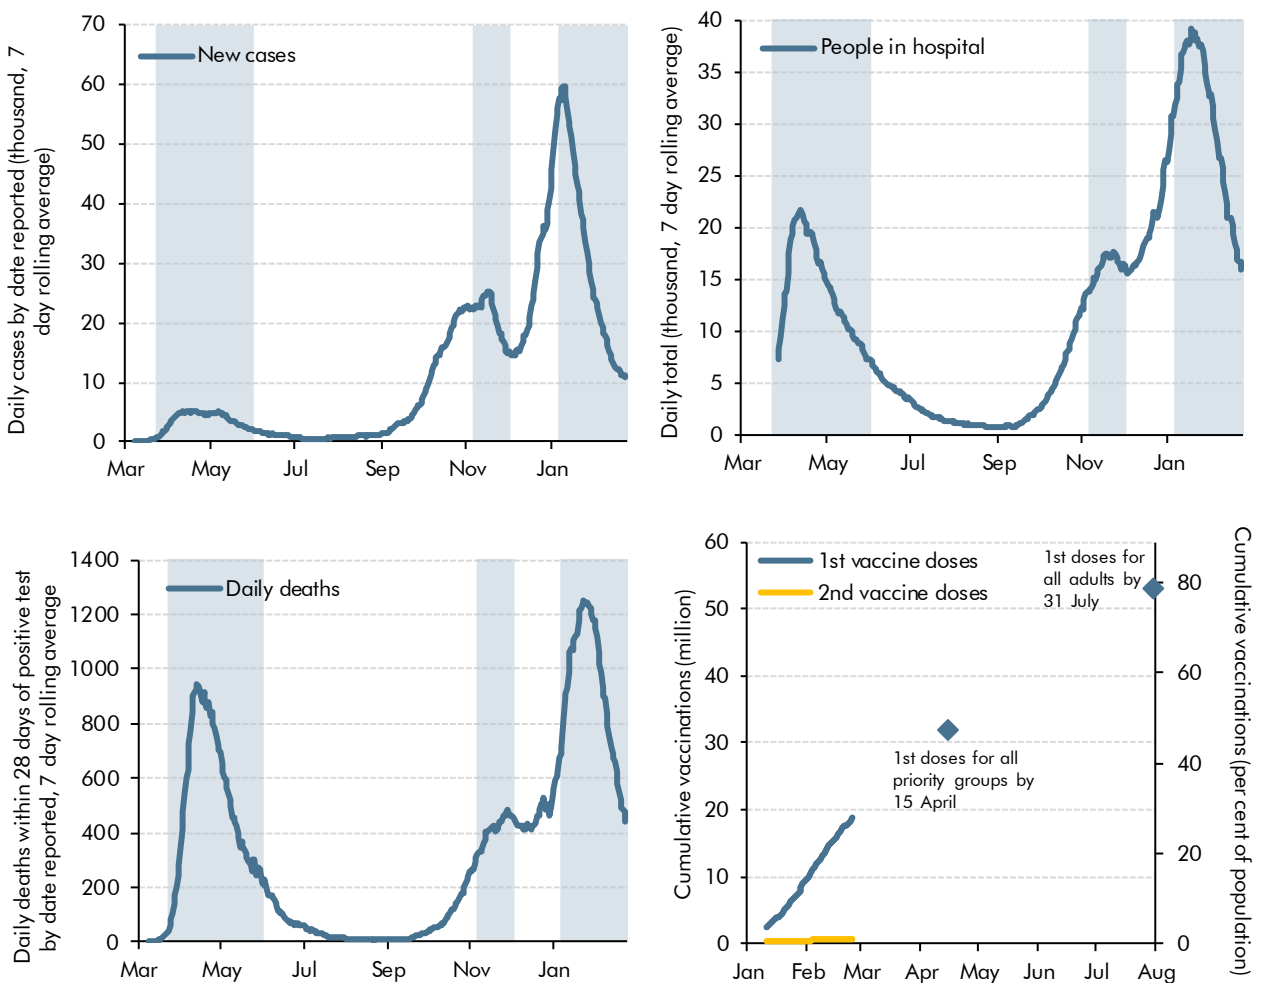 Daily cases by date reported (thousand, 7
day rolling average)
70
60
50
40
30
20
10
0
New cases
Mar May Jul Sep Nov Jan
Daily total (thousand, 7 day rolling average)
40
35
30
25
20
15
10
5
0
People in hospital
Mar May Jul Sep Nov Jan
Daily deaths within 28 days of positive test
by date reported, 7 day rolling average
1400
1200
1000
800
600
400
200
0
Daily deaths
Mar May Jul Sep Nov Jan
Cumulative vaccinations (million)
60
50
40
30
20
10
0
1st vaccine doses
2nd vaccine doses
1st doses for
all adults by
31 July
1st doses for all
priority groups by
15 April
80
60
40
20
0
Cumulative vaccinations (per cent of population)
Jan Feb Mar Apr May Jun Jul Aug